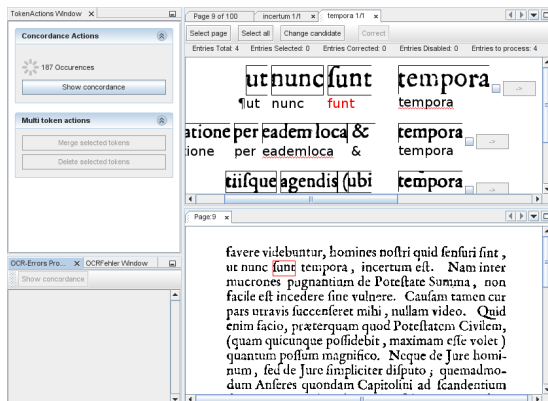 TokenActions Window
Concordance Actions
187 Occurences
Show concordance
Multi token actions
Merge selected tokens
Delete selected tokens
OCR-Errors Pro... OCRFehler Window
Show concordance
Page 9 of 100 incertum 1/1 tempora 1/1
Select page Select all Change candidate Correct
Entries Total: 4 Entries Selected: 0 Entries Corrected: 0 Entries Disabled: 0 Entries to process: 4
ut nunc ſunt tempora ->
¶ut nunc funt tempora
atione per eadem loca & tempora ->
tione per eademloca & tempora
tiiſque agendis (ubi tempora ->
Page:9
favere videbuntur, homines noſtri quid ſenſuri ſint,
ut nunc ſunt tempora, incertum eſt. Nam inter
mucrones pugnantium de Poteſtate Summa, non
facile eſt incedere ſine vulnere. Cauſam tamen cur
pars utravis ſuccenſeret mihi, nullam video. Quid
enim facio, præterquam quod Poteſtatem Civilem,
(quam quicunque poſſidebit, maximam eſſe volet)
quantum poſſum magnifico. Neque de Jure homi-
num, ſed de Jure ſimpliciter diſputo; quemadmo-
dum Anſeres quondam Capitolini ad ſcandentium